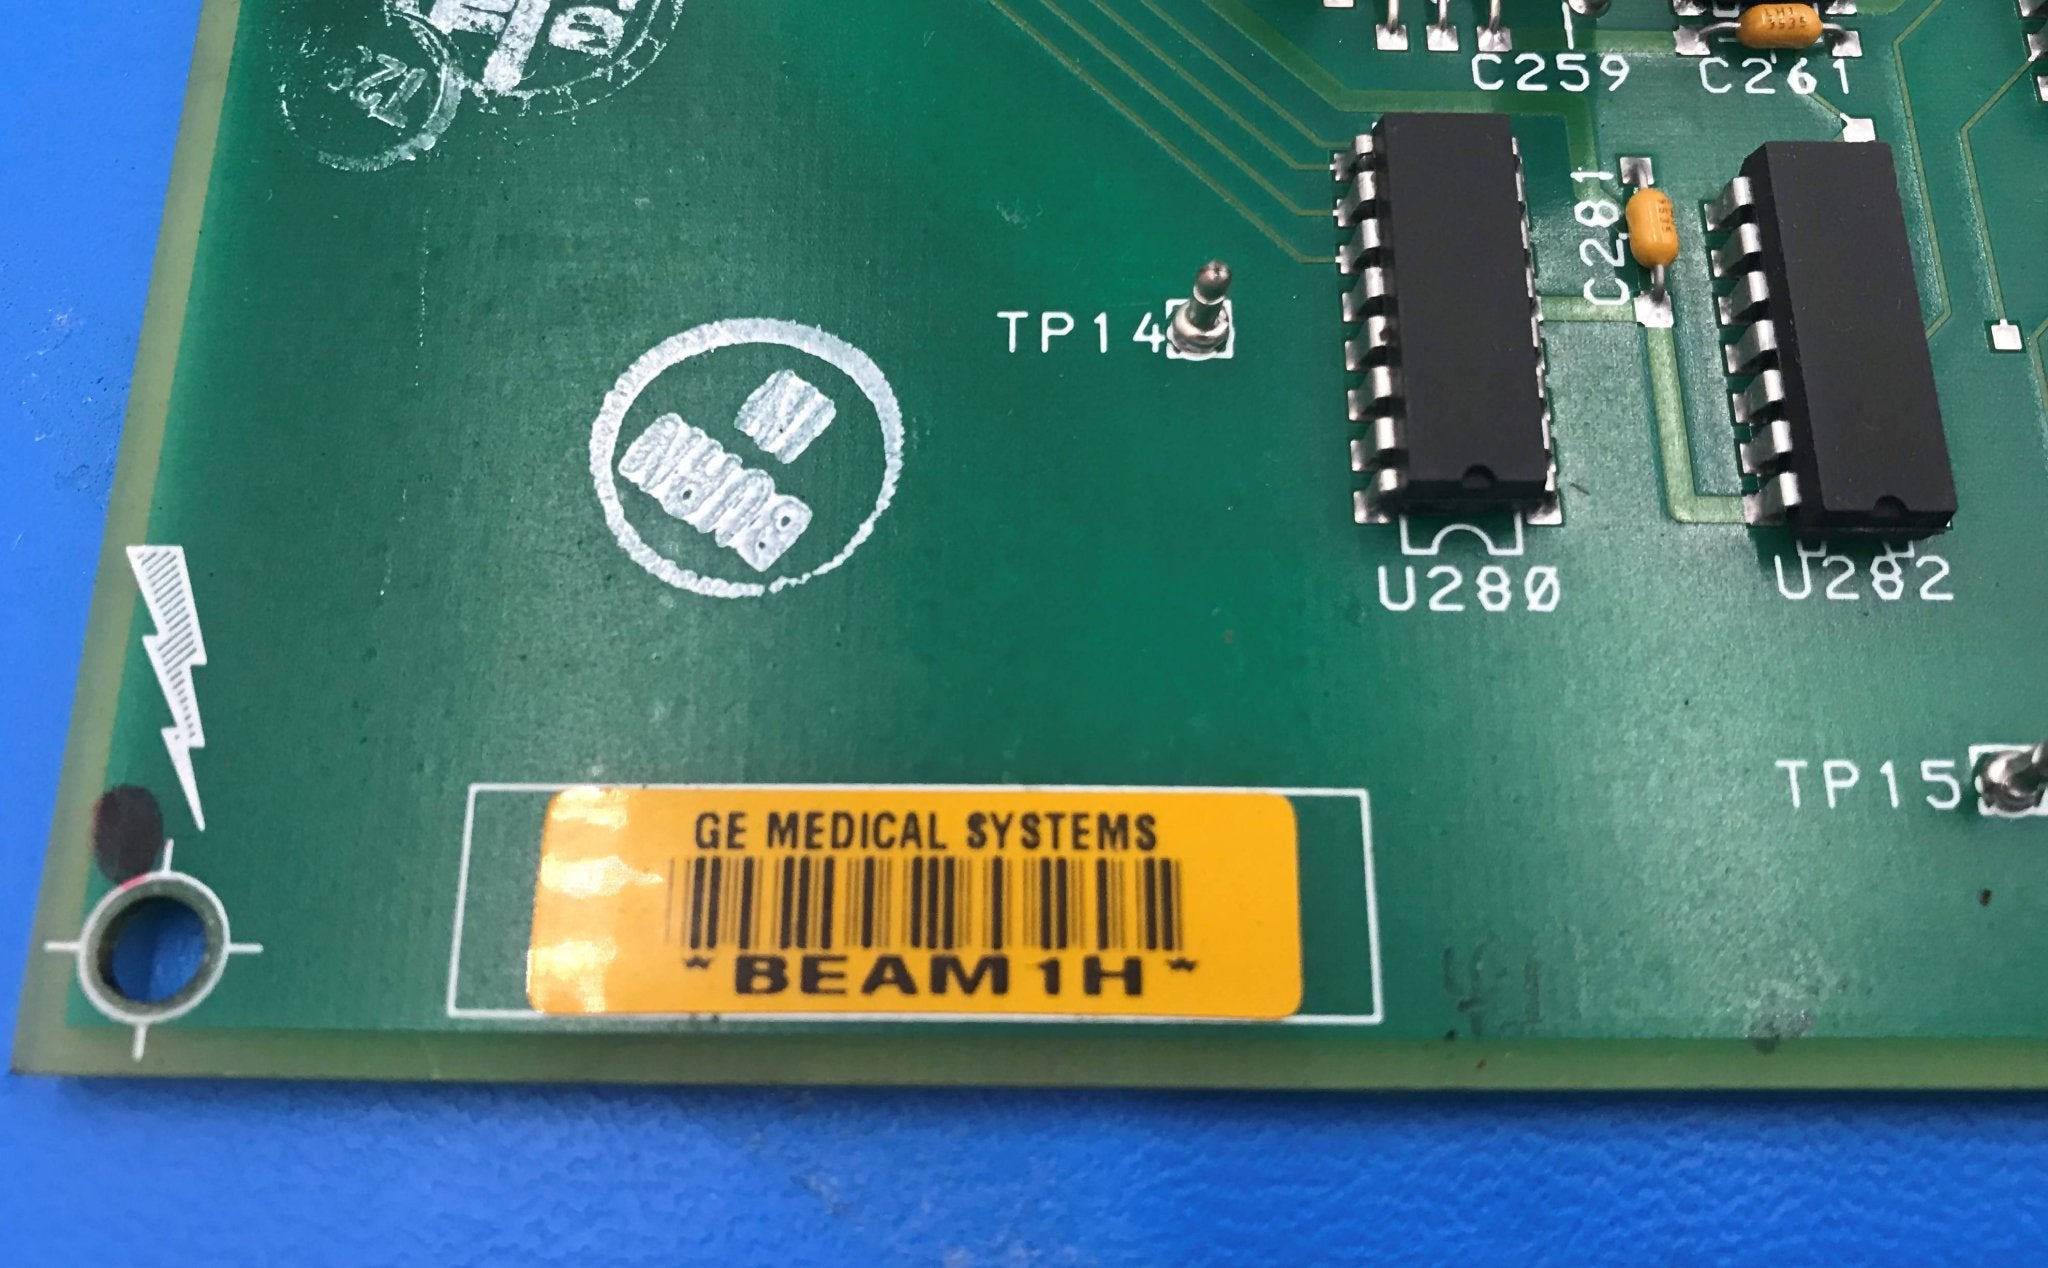 C259
C261
C281
TP14
U280
U282
TP15
GE MEDICAL SYSTEMS
*BEAM1H*